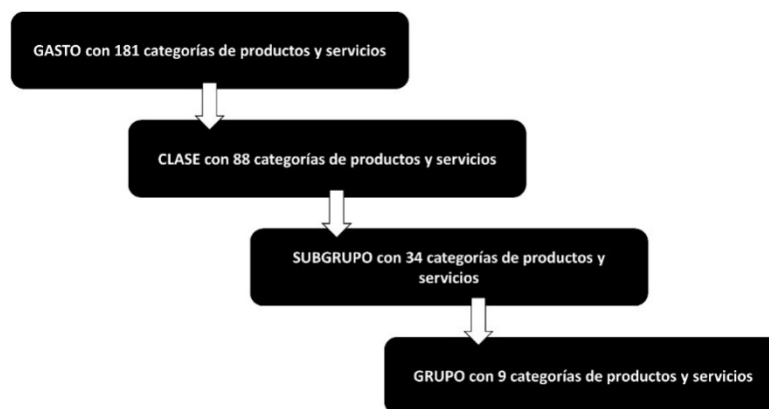 GASTO con 181 categorías de productos y servicios
CLASE con 88 categorías de productos y servicios
SUBGRUPO con 34 categorías de productos y
servicios
GRUPO con 9 categorías de productos y servicios